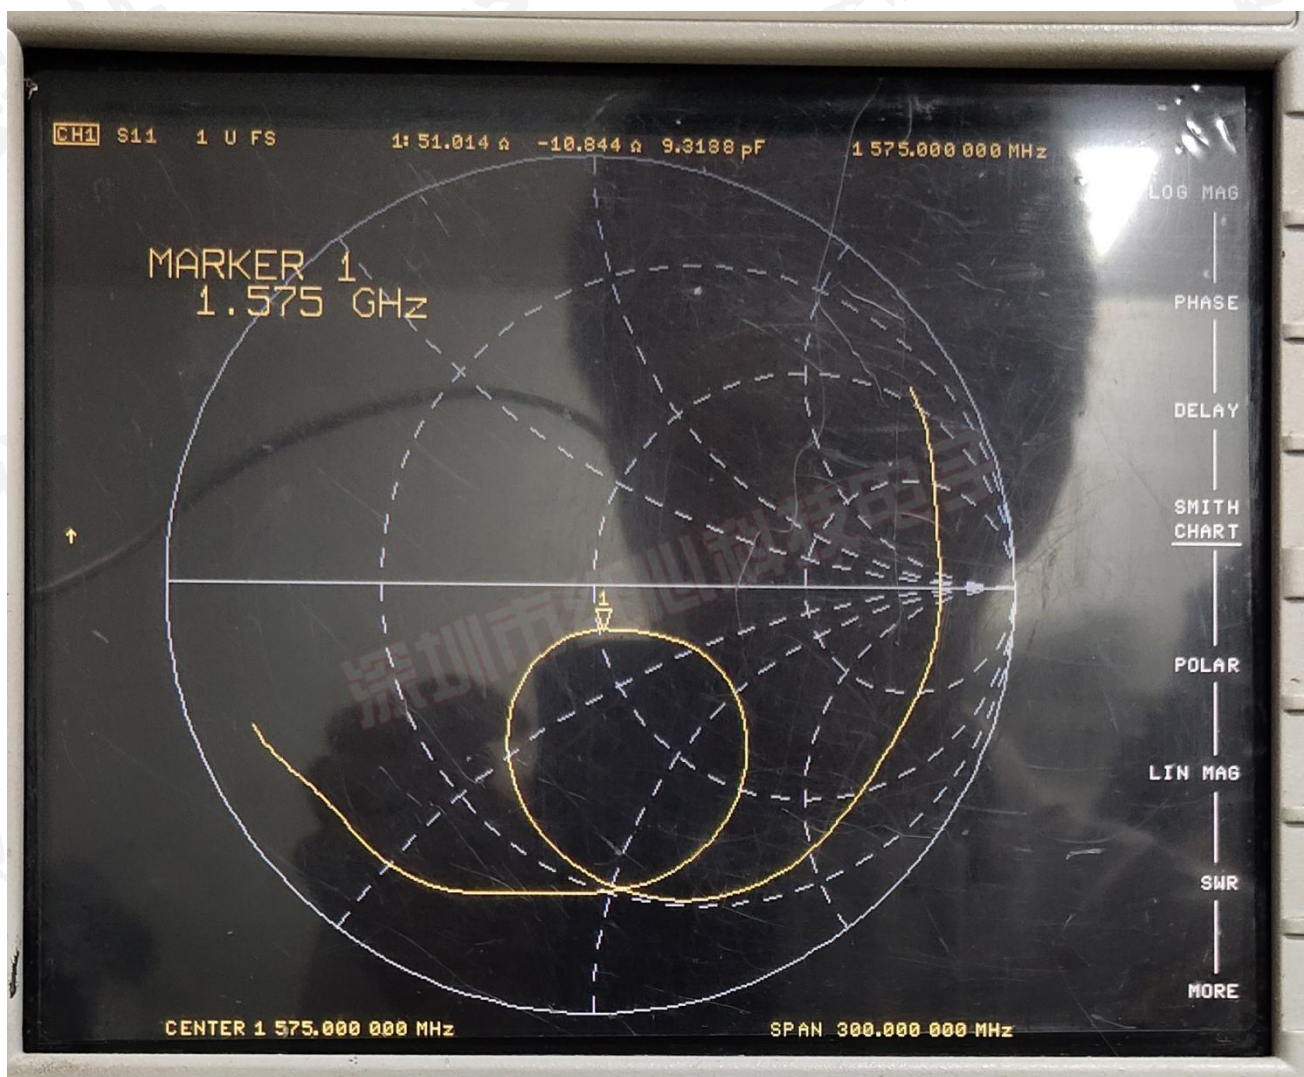 CH1 S11 1 U FS 1: 51.014 Ω -10.844 Ω 9.3188 pF 1 575.000 000 MHz
LOG MAG
MARKER 1
1.575 GHz
PHASE
DELAY
SMITH
CHART
1
POLAR
LIN MAG
SWR
MORE
CENTER 1 575.000 000 MHz SPAN 300.000 000 MHz